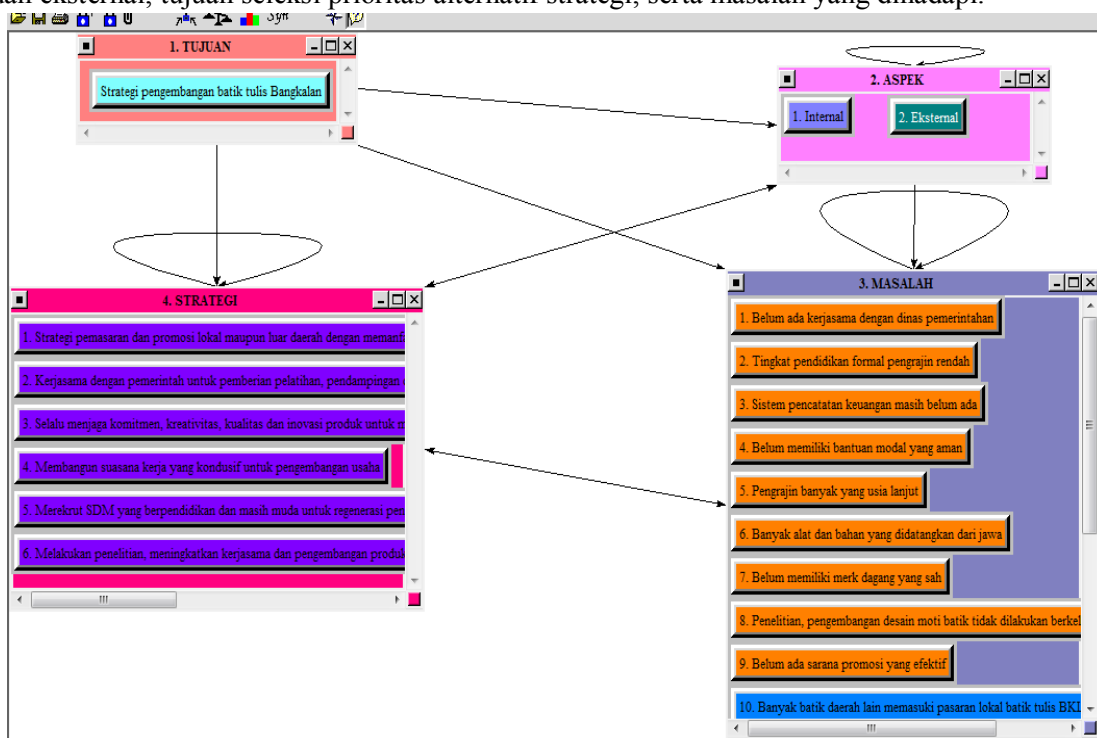 eksternal, tujuan seleksi prioritas alternatif strategi, serta masalah yang dihadapi.
1. TUJUAN
Strategi pengembangan batik tulis Bangkalan
2. ASPEK
1. Internal
2. Eksternal
4. STRATEGI
1. Strategi pemasaran dan promosi lokal maupun luar daerah dengan
2. Kerjasama dengan pemerintah untuk pemberian pelatihan, pendampingan
3. Selalu menjaga komitmen, kreativitas, kualitas dan inovasi produk untuk
4. Membangun suasana kerja yang kondusif untuk pengembangan usaha
5. Merekrut SDM yang berpendidikan dan masih muda untuk regenerasi
6. Melakukan penelitian, meningkatkan kerjasama dan pengembangan produk
3. MASALAH
1. Belum ada kerjasama dengan dinas pemerintahan
2. Tingkat pendidikan formal pengrajin rendah
3. Sistem pencatatan keuangan masih belum ada
4. Belum memiliki bantuan modal yang aman
5. Pengrajin banyak yang usia lanjut
6. Banyak alat dan bahan yang didatangkan dari jawa
7. Belum memiliki merk dagang yang sah
8. Penelitian, pengembangan desain moti batik tidak dilakukan
9. Belum ada sarana promosi yang efektif
10. Banyak batik daerah lain memasuki pasaran lokal batik tulis